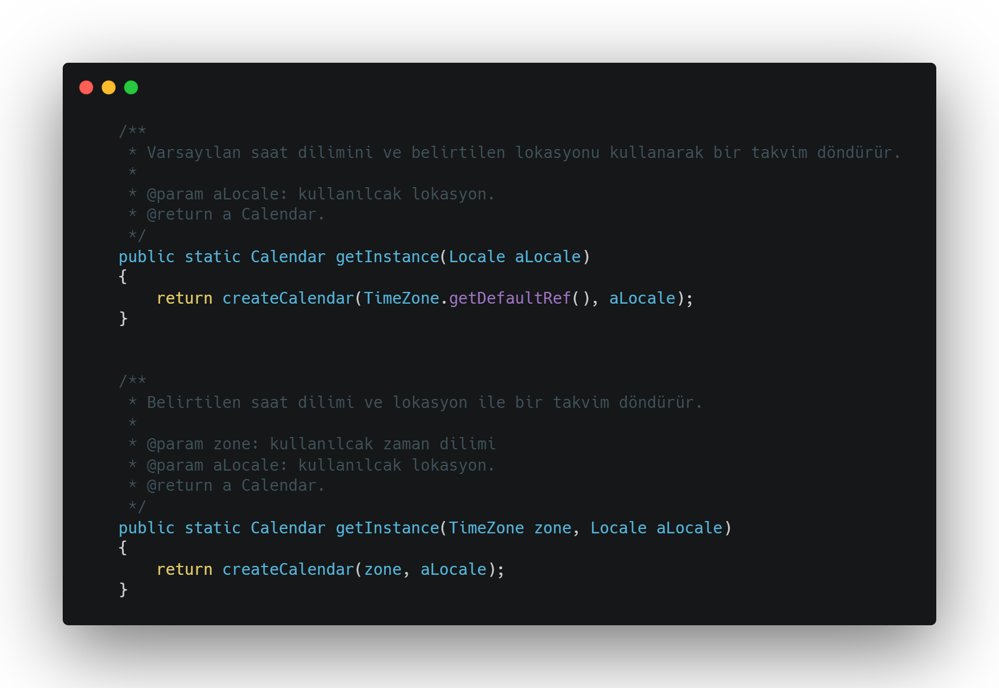 /**
 * Varsayılan saat dilimini ve belirtilen lokasyonu kullanarak bir takvim döndürür.
 *
 * @param aLocale: kullanılcak lokasyon.
 * @return a Calendar.
 */
public static Calendar getInstance(Locale aLocale)
{
    return createCalendar(TimeZone.getDefaultRef(), aLocale);
}
/**
 * Belirtilen saat dilimi ve lokasyon ile bir takvim döndürür.
 *
 * @param zone: kullanılcak zaman dilimi
 * @param aLocale: kullanılcak lokasyon.
 * @return a Calendar.
 */
public static Calendar getInstance(TimeZone zone, Locale aLocale)
{
    return createCalendar(zone, aLocale);
}